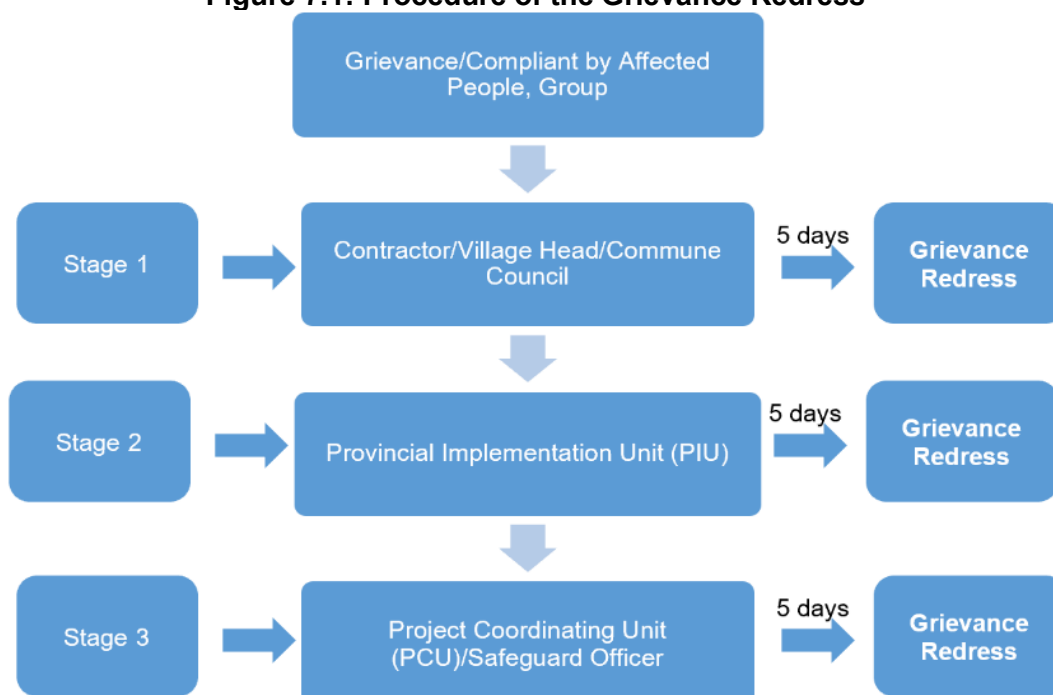 Figure 7.1: Procedure of the Grievance Redress
Grievance/Compliant by Affected
People, Group
Stage 1
Contractor/Village Head/Commune
Council
5 days
Grievance
Redress
Stage 2
Provincial Implementation Unit (PIU)
5 days
Grievance
Redress
Stage 3
Project Coordinating Unit
(PCU)/Safeguard Officer
5 days
Grievance
Redress